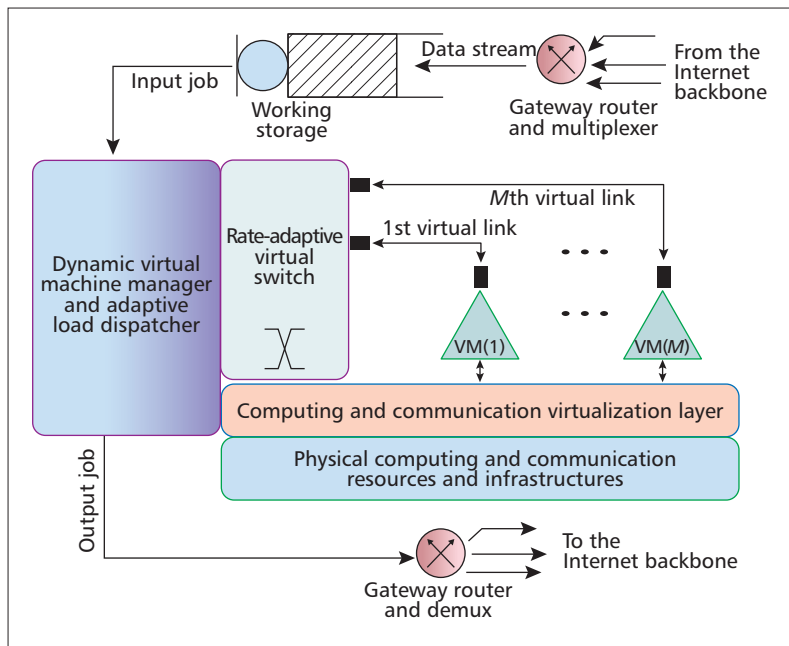 Data stream
From the
Internet
backbone
Input job
Working
storage
Gateway router
and multiplexer
Mth virtual link
1st virtual link
Rate-adaptive
virtual
switch
Dynamic virtual
machine manager
and adaptive
load dispatcher
VM(1)
VM(M)
Computing and communication virtualization layer
Physical computing and communication
resources and infrastructures
Output job
To the
Internet backbone
Gateway router
and demux